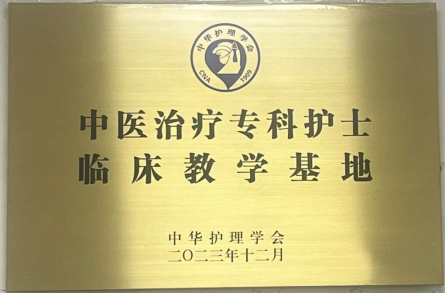 中华护理学会
CNA 1909
中医治疗专科护士
临床教学基地
中华护理学会
二〇二三年十二月